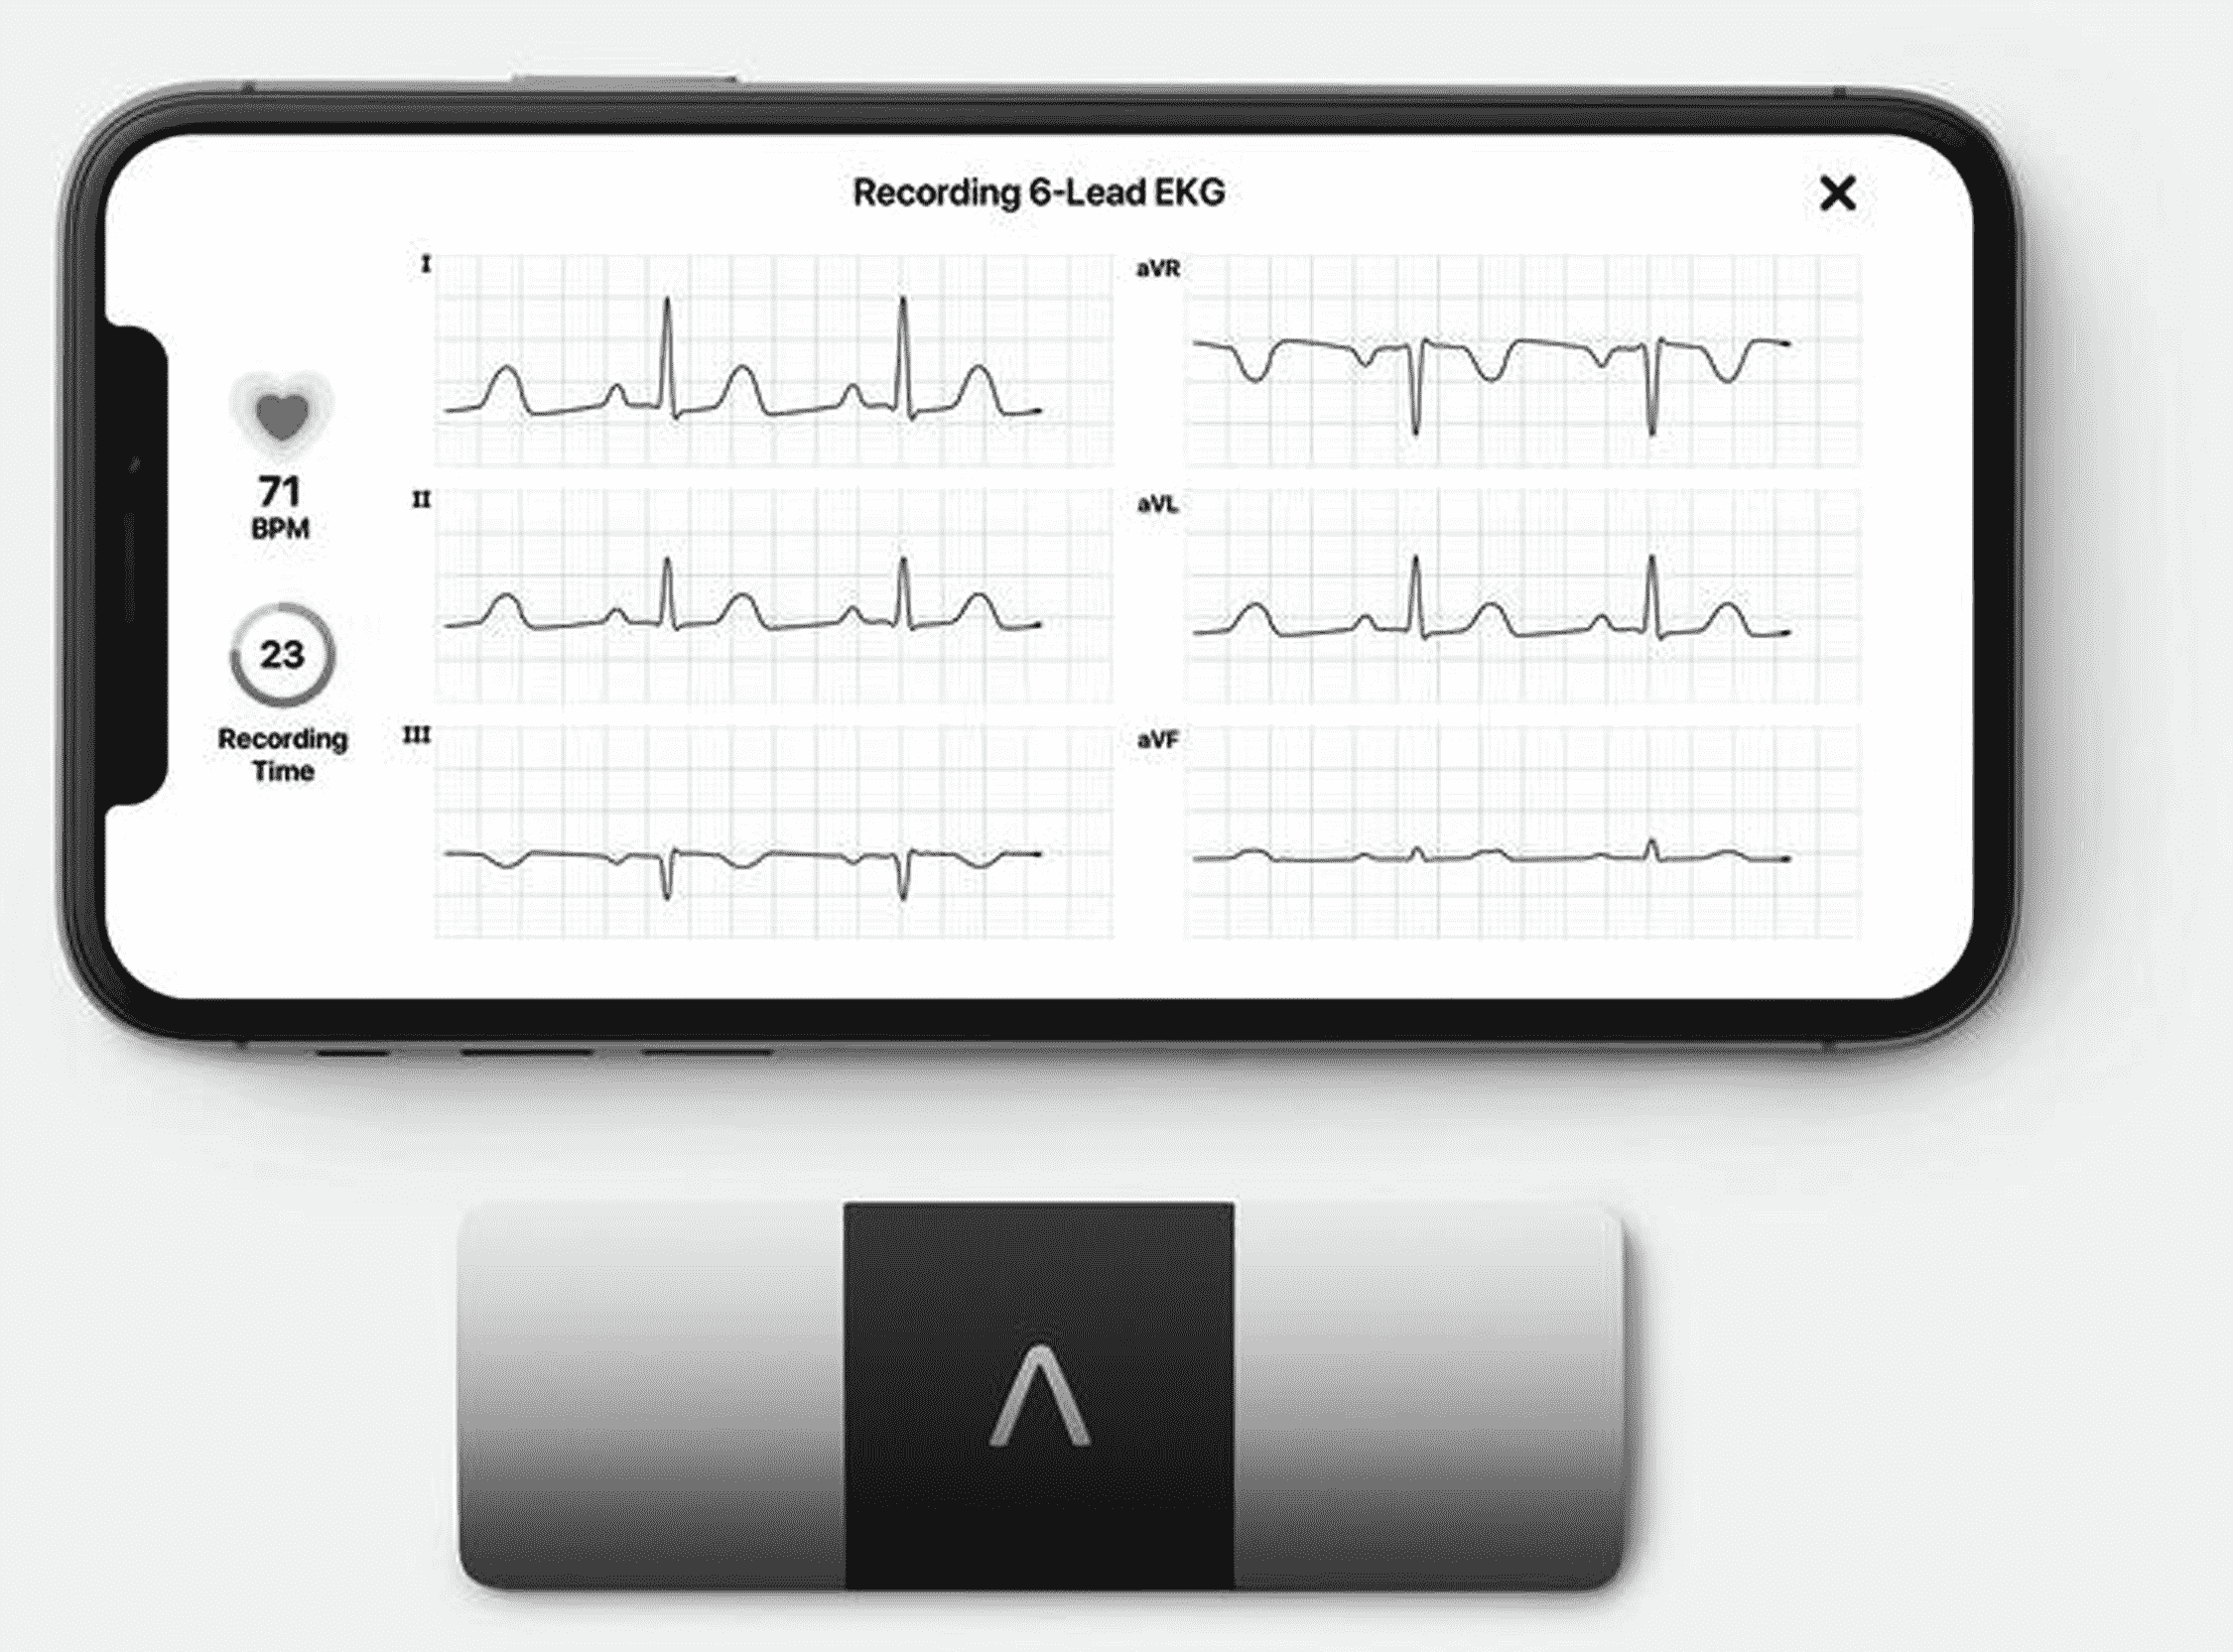 Recording 6-Lead EKG
I
aVR
71
BPM
II
aVL
23
Recording
Time
III
aVF